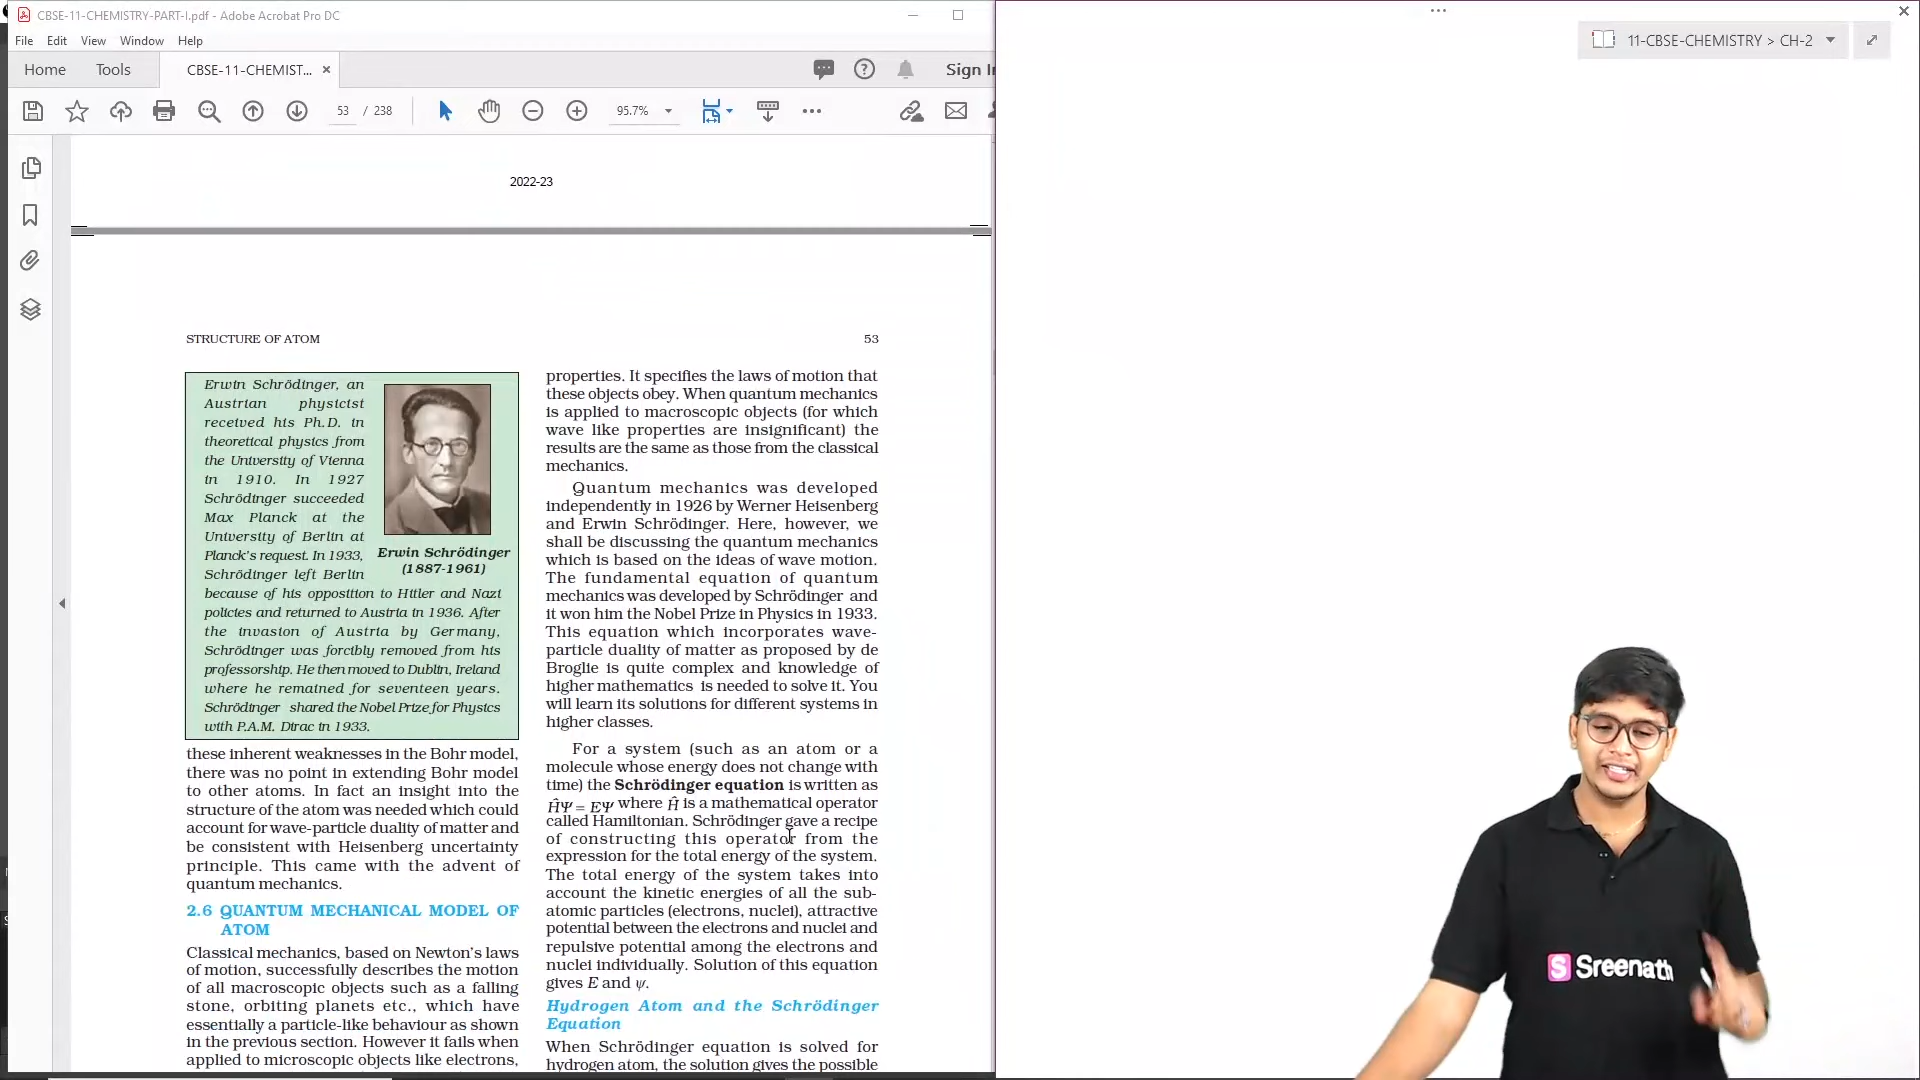 CBSE-11-CHEMISTRY-PART-I.pdf - Adobe Acrobat Pro DC
File Edit View Window Help
Home Tools CBSE-11-CHEMIST... Sign In
53 / 238 95.7%
11-CBSE-CHEMISTRY > CH-2
2022-23
STRUCTURE OF ATOM 53
Erwin Schrödinger, an
Austrian physicist
received his Ph.D. in
theoretical physics from
the University of Vienna
in 1910. In 1927
Schrödinger succeeded
Max Planck at the
University of Berlin at
Planck's request. In 1933,
Schrödinger left Berlin
because of his opposition to Hitler and Nazi
policies and returned to Austria in 1936. After
the invasion of Austria by Germany,
Schrödinger was forcibly removed from his
professorship. He then moved to Dublin, Ireland
where he remained for seventeen years.
Schrödinger shared the Nobel Prize for Physics
with P.A.M. Dirac in 1933.
Erwin Schrödinger
(1887-1961)
these inherent weaknesses in the Bohr model,
there was no point in extending Bohr model
to other atoms. In fact an insight into the
structure of the atom was needed which could
account for wave-particle duality of matter and
be consistent with Heisenberg uncertainty
principle. This came with the advent of
quantum mechanics.
2.6 QUANTUM MECHANICAL MODEL OF
ATOM
Classical mechanics, based on Newton's laws
of motion, successfully describes the motion
of all macroscopic objects such as a falling
stone, orbiting planets etc., which have
essentially a particle-like behaviour as shown
in the previous section. However it fails when
applied to microscopic objects like electrons,
properties. It specifies the laws of motion that
these objects obey. When quantum mechanics
is applied to macroscopic objects (for which
wave like properties are insignificant) the
results are the same as those from the classical
mechanics.
Quantum mechanics was developed
independently in 1926 by Werner Heisenberg
and Erwin Schrödinger. Here, however, we
shall be discussing the quantum mechanics
which is based on the ideas of wave motion.
The fundamental equation of quantum
mechanics was developed by Schrödinger and
it won him the Nobel Prize in Physics in 1933.
This equation which incorporates wave-
particle duality of matter as proposed by de
Broglie is quite complex and knowledge of
higher mathematics is needed to solve it. You
will learn its solutions for different systems in
higher classes.
For a system (such as an atom or a
molecule whose energy does not change with
time) the Schrödinger equation is written as
ĤΨ = EΨ where Ĥ is a mathematical operator
called Hamiltonian. Schrödinger gave a recipe
of constructing this operator from the
expression for the total energy of the system.
The total energy of the system takes into
account the kinetic energies of all the sub-
atomic particles (electrons, nuclei), attractive
potential between the electrons and nuclei and
repulsive potential among the electrons and
nuclei individually. Solution of this equation
gives E and ψ.
Hydrogen Atom and the Schrödinger
Equation
When Schrödinger equation is solved for
hydrogen atom, the solution gives the possible
S Sreenath